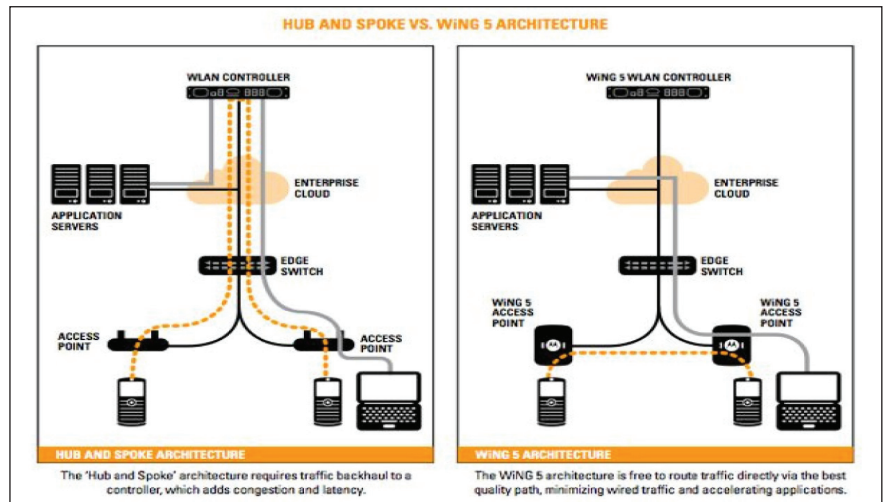 HUB AND SPOKE VS. WiNG 5 ARCHITECTURE
WLAN CONTROLLER
ENTERPRISE
CLOUD
APPLICATION
SERVERS
EDGE
SWITCH
ACCESS
POINT
ACCESS
POINT
HUB AND SPOKE ARCHITECTURE
The 'Hub and Spoke' architecture requires traffic backhaul to a
controller, which adds congestion and latency.
WiNG 5 WLAN CONTROLLER
ENTERPRISE
CLOUD
APPLICATION
SERVERS
EDGE
SWITCH
WiNG 5
ACCESS
POINT
WiNG 5
ACCESS
POINT
WiNG 5 ARCHITECTURE
The WiNG 5 architecture is free to route traffic directly via the best
quality path, minimizing wired traffic and accelerating applications.